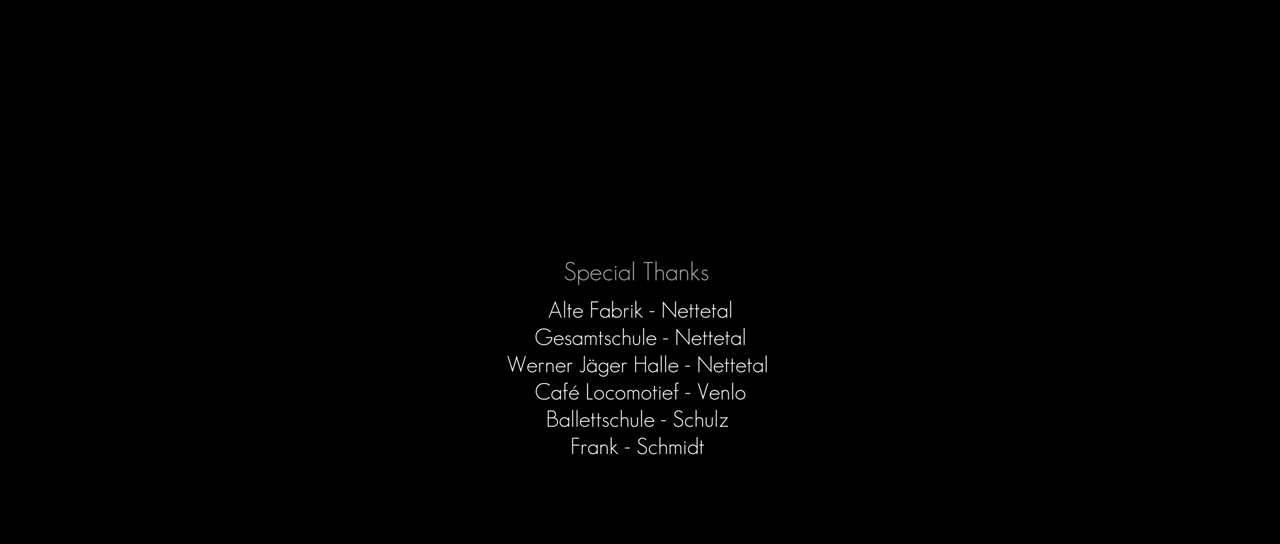 Special Thanks
Alte Fabrik - Nettetal
Gesamtschule - Nettetal
Werner Jäger Halle - Nettetal
Café Locomotief - Venlo
Ballettschule - Schulz
Frank - Schmidt